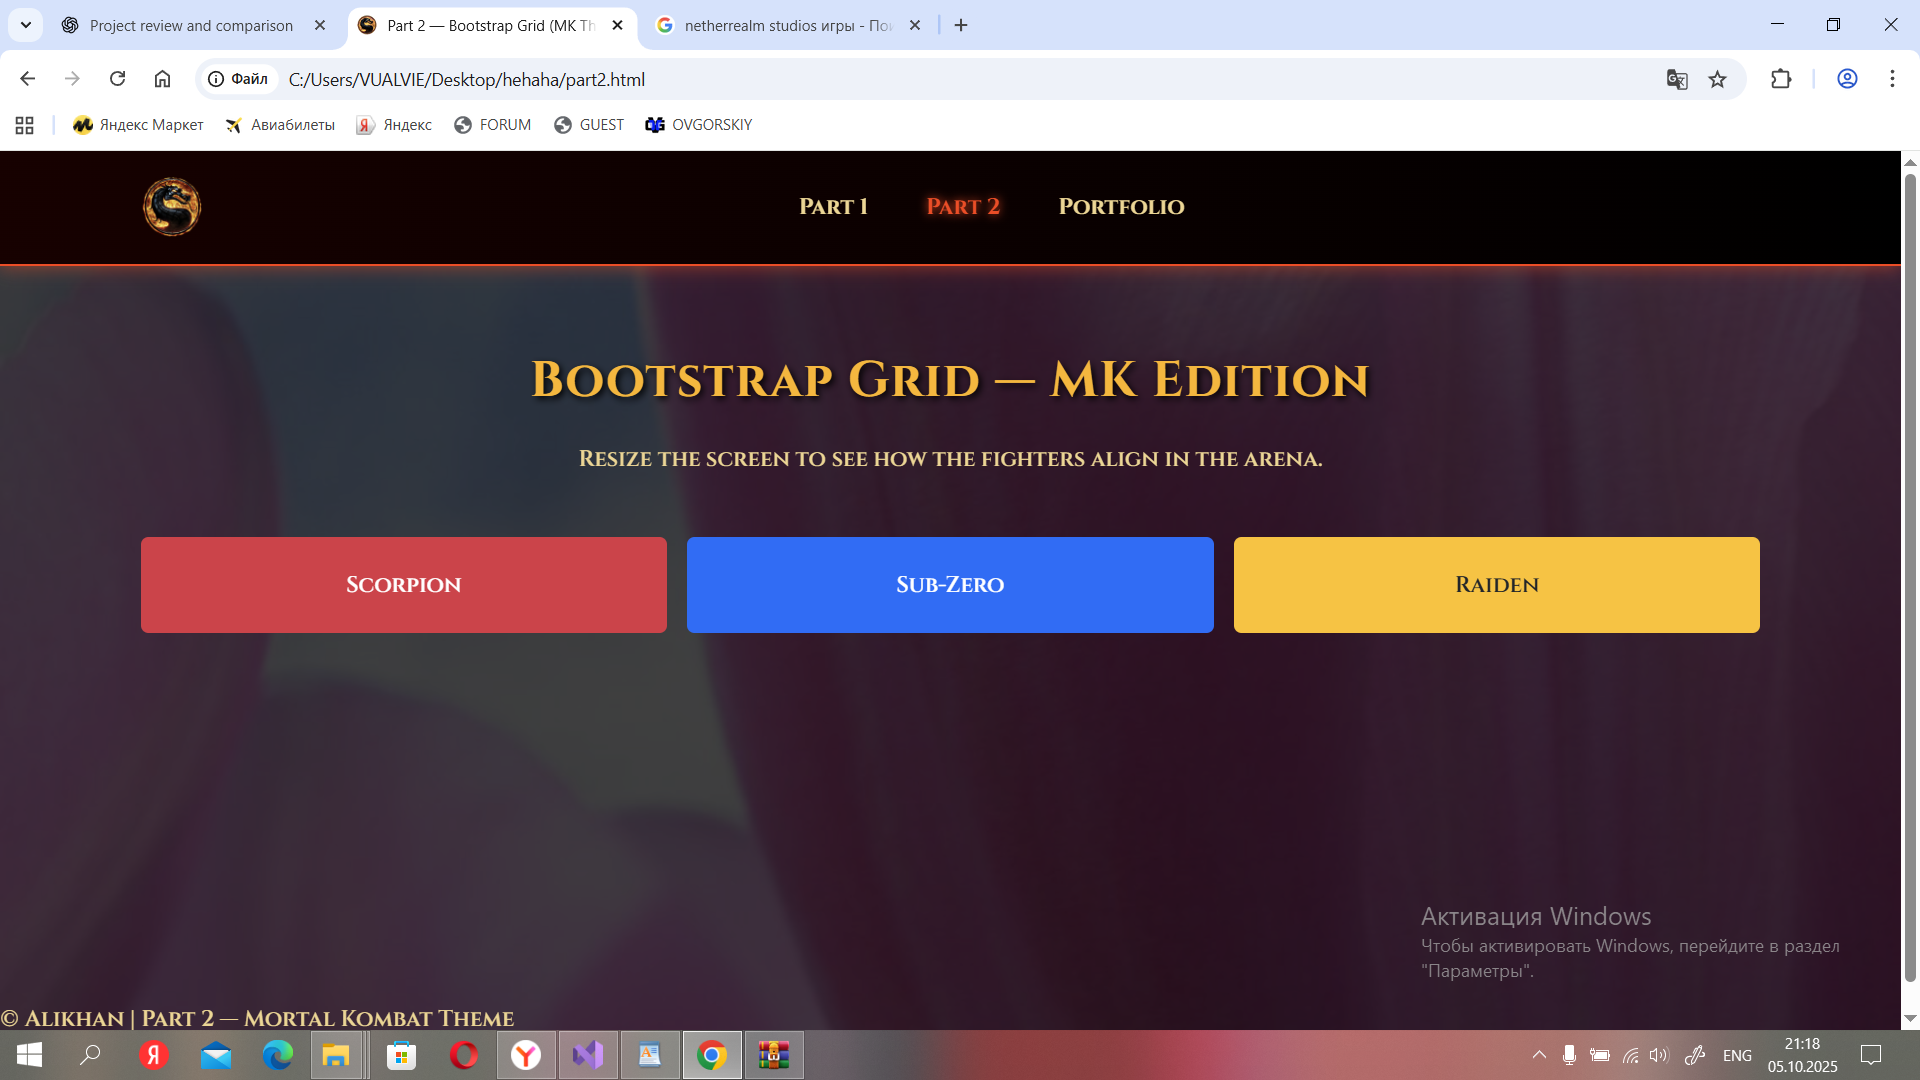 Project review and comparison
Part 2 — Bootstrap Grid (MK Th
netherrealm studios игры - Пои
Файл
C:/Users/VUALVIE/Desktop/hehaha/part2.html
Яндекс Маркет
Авиабилеты
Яндекс
FORUM
GUEST
OVGORSKIY
Part 1
Part 2
Portfolio
Bootstrap Grid — MK Edition
Resize the screen to see how the fighters align in the arena.
Scorpion
Sub-Zero
Raiden
Активация Windows
Чтобы активировать Windows, перейдите в раздел
"Параметры".
© Alikhan | Part 2 — Mortal Kombat Theme
ENG
21:18
05.10.2025